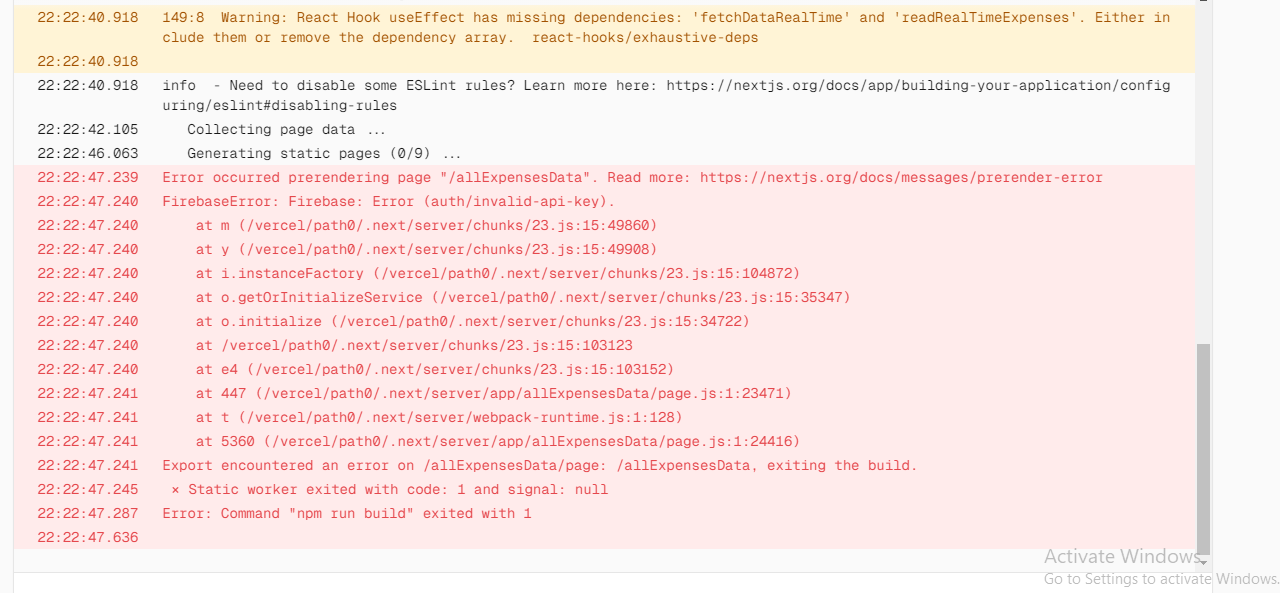 22:22:40.918 149:8 Warning: React Hook useEffect has missing dependencies: 'fetchDataRealTime' and 'readRealTimeExpenses'. Either in
clude them or remove the dependency array. react-hooks/exhaustive-deps
22:22:40.918
22:22:40.918 info - Need to disable some ESLint rules? Learn more here: https://nextjs.org/docs/app/building-your-application/config
uring/eslint#disabling-rules
22:22:42.105 Collecting page data ...
22:22:46.063 Generating static pages (0/9) ...
22:22:47.239 Error occurred prerendering page "/allExpensesData". Read more: https://nextjs.org/docs/messages/prerender-error
22:22:47.240 FirebaseError: Firebase: Error (auth/invalid-api-key).
22:22:47.240 at m (/vercel/path0/.next/server/chunks/23.js:15:49860)
22:22:47.240 at y (/vercel/path0/.next/server/chunks/23.js:15:49908)
22:22:47.240 at i.instanceFactory (/vercel/path0/.next/server/chunks/23.js:15:104872)
22:22:47.240 at o.getOrInitializeService (/vercel/path0/.next/server/chunks/23.js:15:35347)
22:22:47.240 at o.initialize (/vercel/path0/.next/server/chunks/23.js:15:34722)
22:22:47.240 at /vercel/path0/.next/server/chunks/23.js:15:103123
22:22:47.240 at e4 (/vercel/path0/.next/server/chunks/23.js:15:103152)
22:22:47.241 at 447 (/vercel/path0/.next/server/app/allExpensesData/page.js:1:23471)
22:22:47.241 at t (/vercel/path0/.next/server/webpack-runtime.js:1:128)
22:22:47.241 at 5360 (/vercel/path0/.next/server/app/allExpensesData/page.js:1:24416)
22:22:47.241 Export encountered an error on /allExpensesData/page: /allExpensesData, exiting the build.
22:22:47.245 ⨯ Static worker exited with code: 1 and signal: null
22:22:47.287 Error: Command "npm run build" exited with 1
22:22:47.636
Activate Windows
Go to Settings to activate Windows.